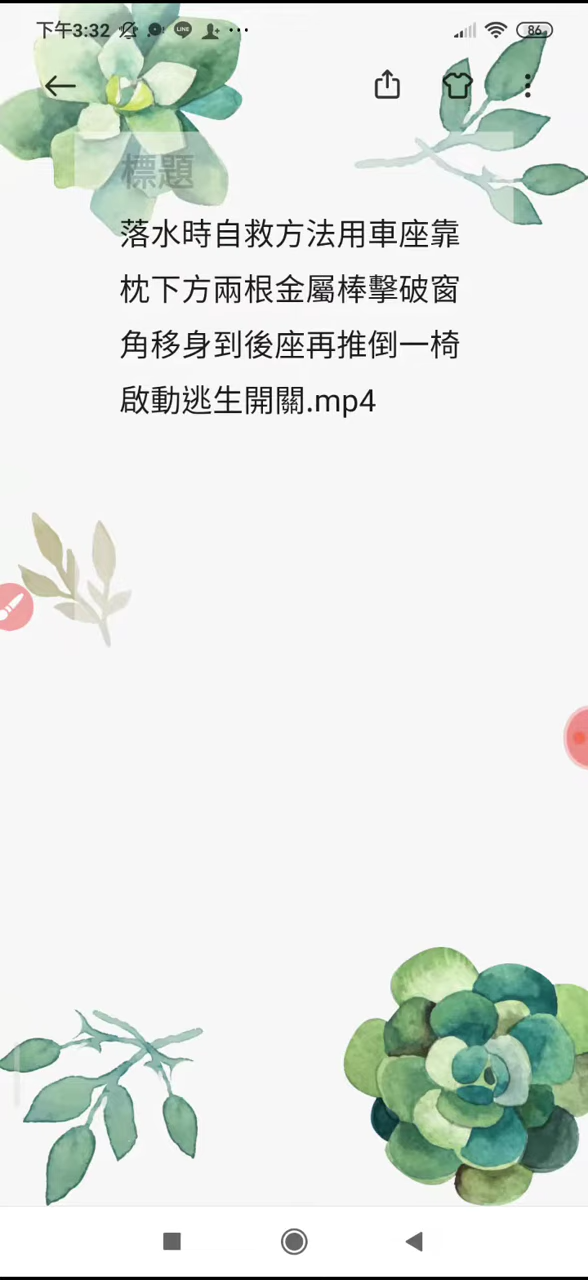 下午3:32
LINE
86
標題
落水時自救方法用車座靠
枕下方兩根金屬棒擊破窗
角移身到後座再推倒一椅
啟動逃生開關.mp4